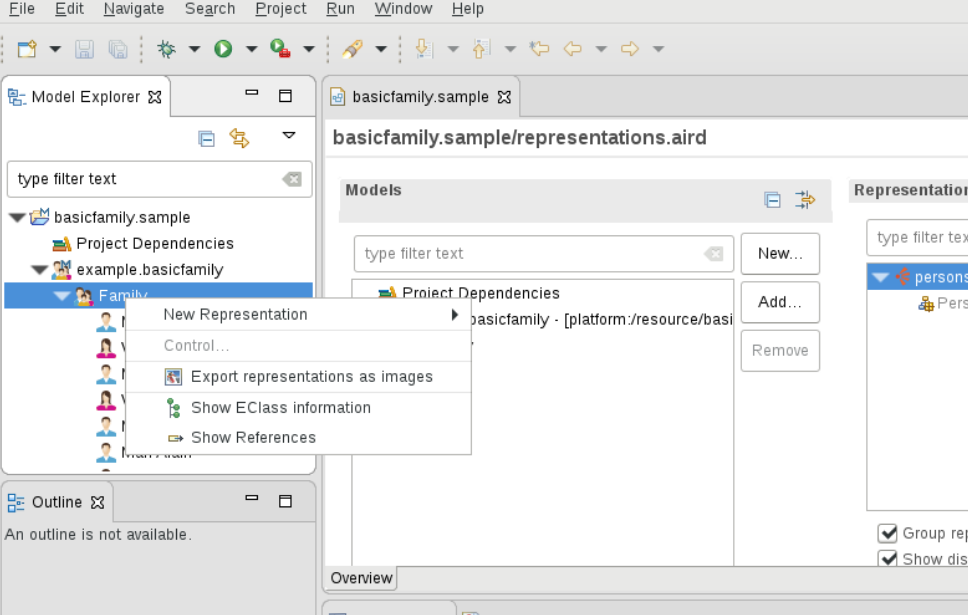 File Edit Navigate Search Project Run Window Help
Model Explorer
basicfamily.sample
basicfamily.sample/representations.aird
type filter text
Models
Representation
basicfamily.sample
Project Dependencies
example.basicfamily
Family
type filter text
New...
type filter tex
Project Dependencies
Add...
persons
Pers
basicfamily - [platform:/resource/basi
Remove
New Representation
Control...
Export representations as images
Show EClass information
Show References
Outline
An outline is not available.
Group rep
Show dis
Overview